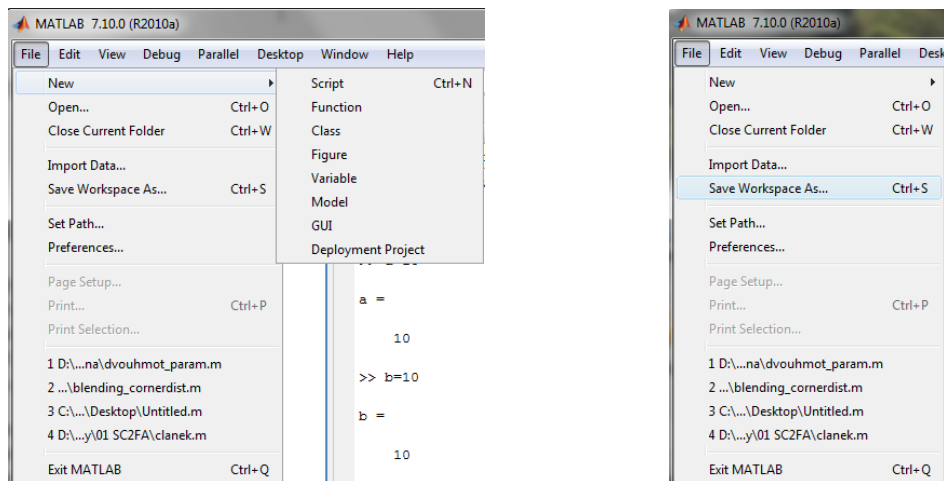 MATLAB 7.10.0 (R2010a)
File Edit View Debug Parallel Desktop Window Help
New
Open... Ctrl+O
Close Current Folder Ctrl+W
Import Data...
Save Workspace As... Ctrl+S
Set Path...
Preferences...
Page Setup...
Print... Ctrl+P
Print Selection...
1 D:\...na\dvouhmot_param.m
2 ...\blending_cornerdist.m
3 C:\...\Desktop\Untitled.m
4 D:\...y\01 SC2FA\clanek.m
Exit MATLAB Ctrl+Q
Script Ctrl+N
Function
Class
Figure
Variable
Model
GUI
Deployment Project
a =
10
>> b=10
b =
10
MATLAB 7.10.0 (R2010a)
File Edit View Debug Parallel Desk
New
Open... Ctrl+O
Close Current Folder Ctrl+W
Import Data...
Save Workspace As... Ctrl+S
Set Path...
Preferences...
Page Setup...
Print... Ctrl+P
Print Selection...
1 D:\...na\dvouhmot_param.m
2 ...\blending_cornerdist.m
3 C:\...\Desktop\Untitled.m
4 D:\...y\01 SC2FA\clanek.m
Exit MATLAB Ctrl+Q